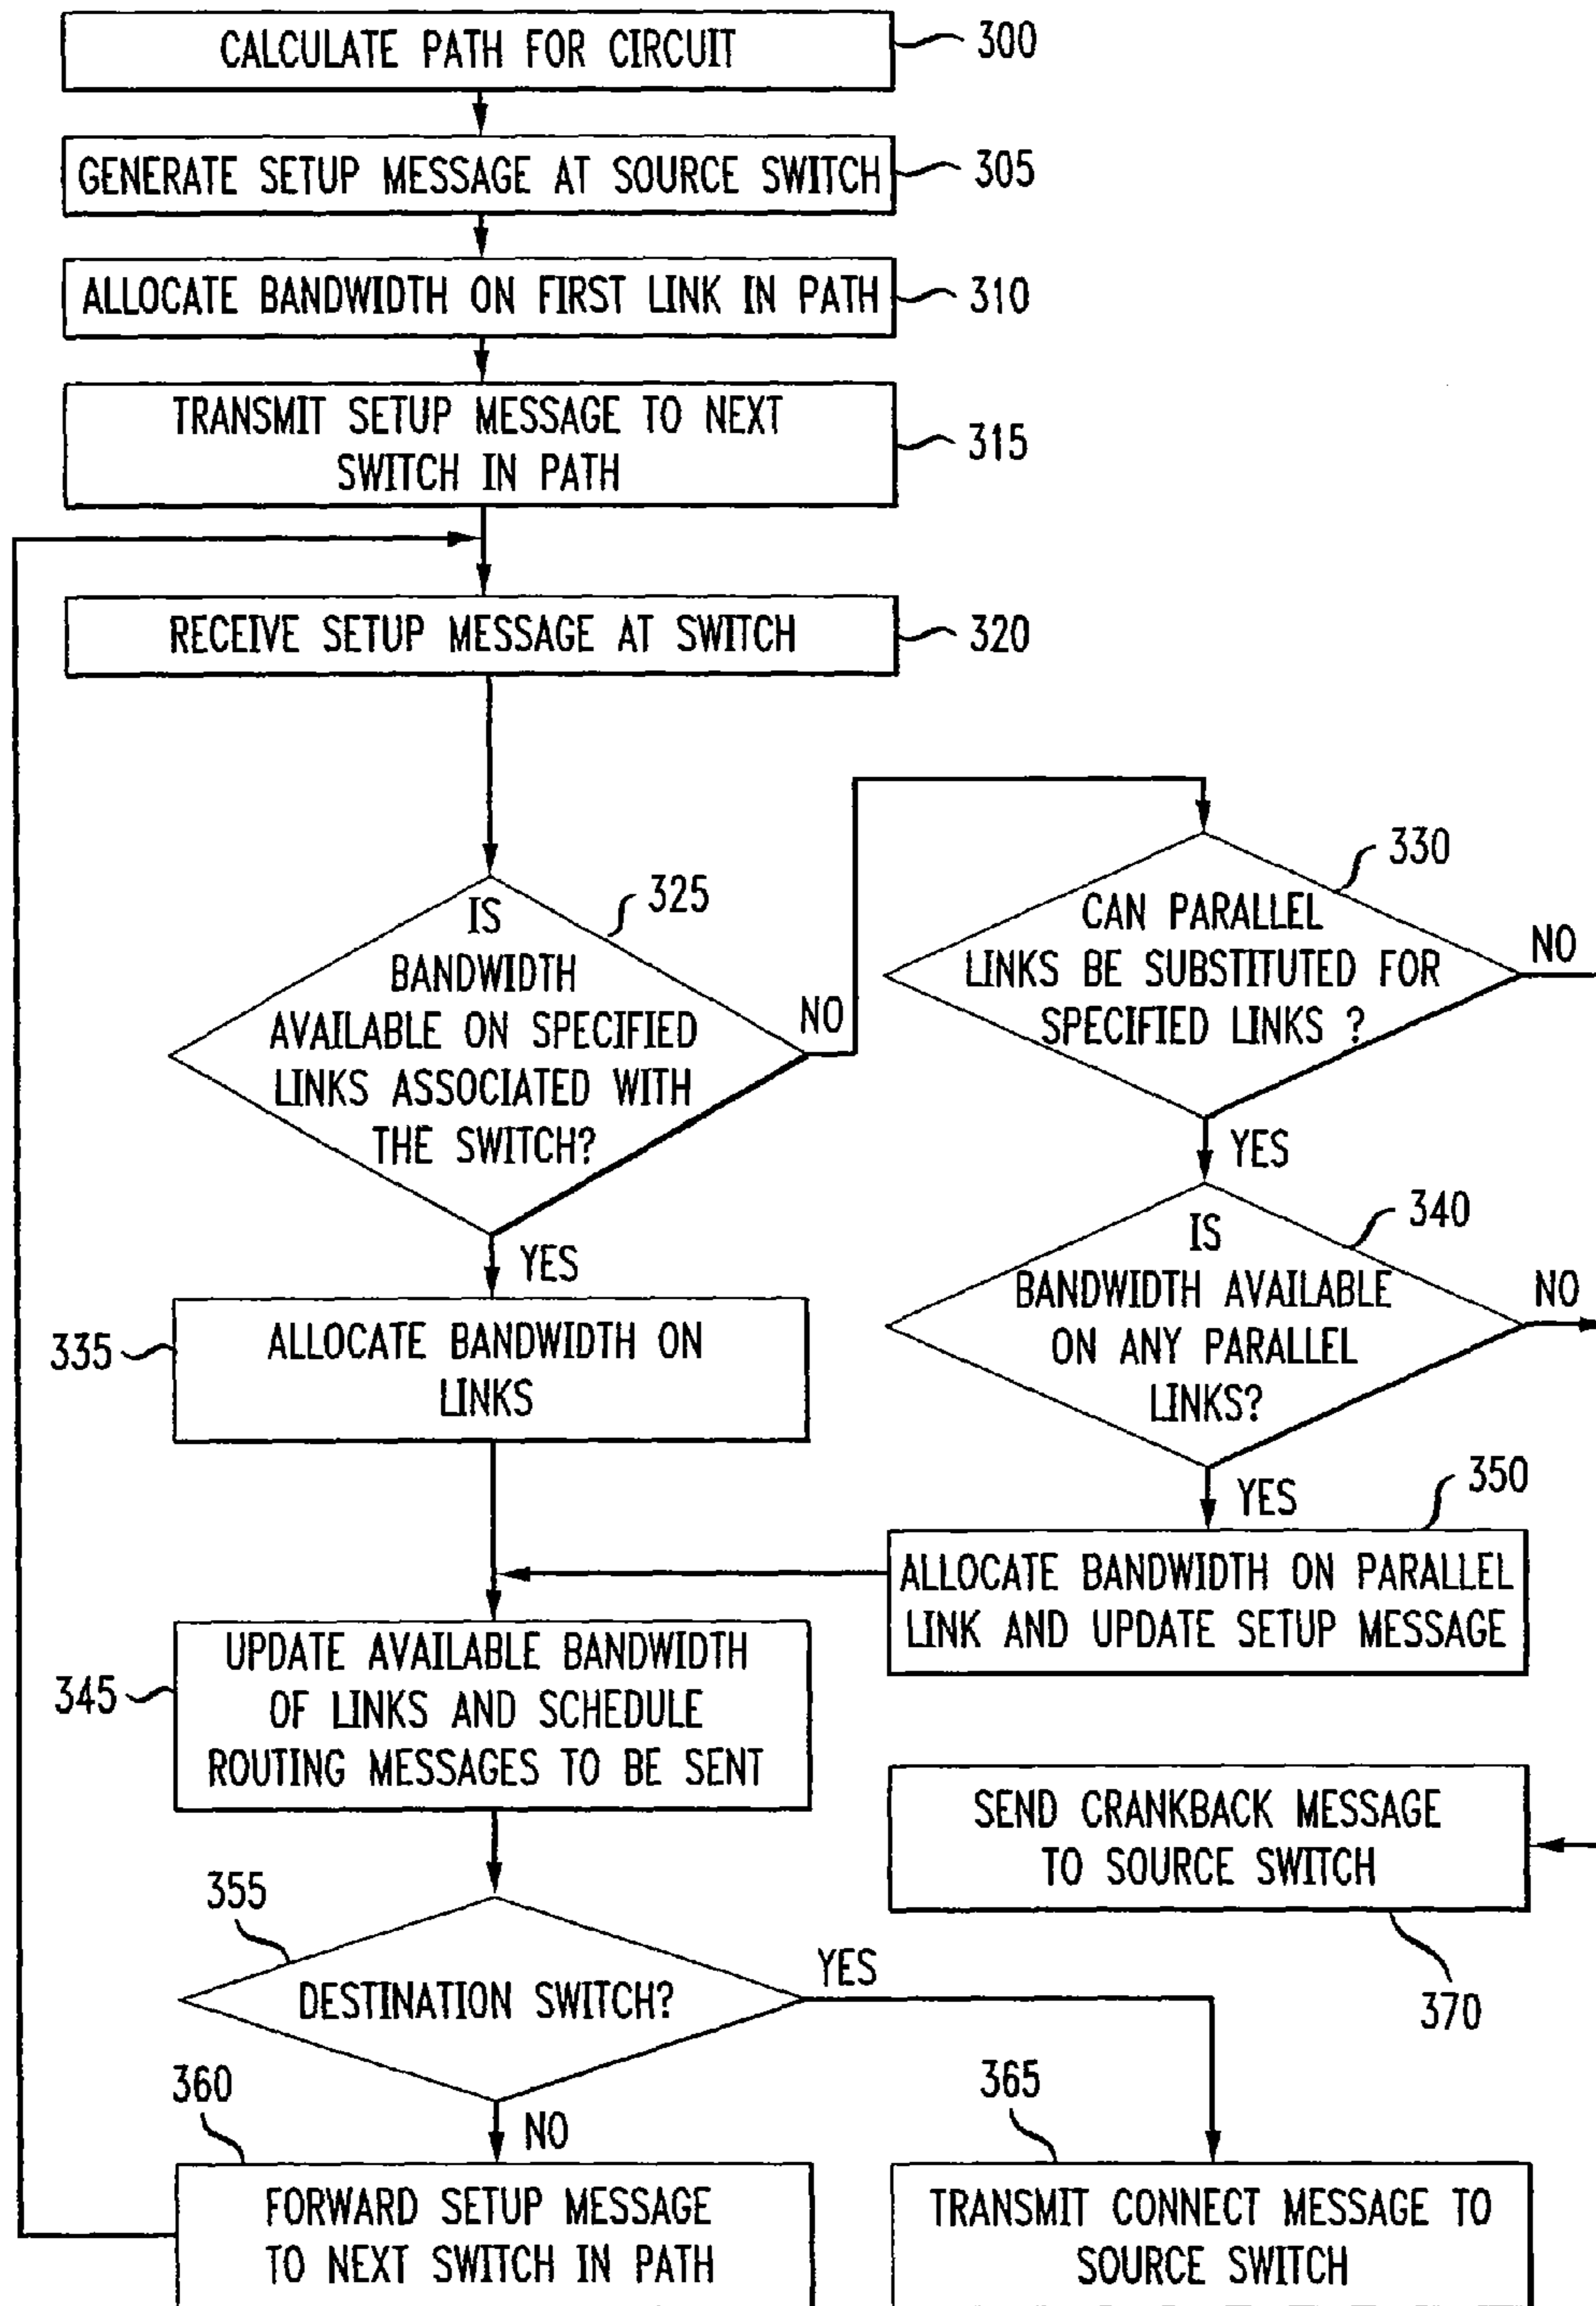 CALCULATE PATH FOR CIRCUIT
300
GENERATE SETUP MESSAGE AT SOURCE SWITCH
305
ALLOCATE BANDWIDTH ON FIRST LINK IN PATH
310
TRANSMIT SETUP MESSAGE TO NEXT
SWITCH IN PATH
315
RECEIVE SETUP MESSAGE AT SWITCH
320
IS
BANDWIDTH
AVAILABLE ON SPECIFIED
LINKS ASSOCIATED WITH
THE SWITCH?
325
NO
YES
CAN PARALLEL
LINKS BE SUBSTITUTED FOR
SPECIFIED LINKS ?
330
NO
YES
335
ALLOCATE BANDWIDTH ON
LINKS
IS
BANDWIDTH AVAILABLE
ON ANY PARALLEL
LINKS?
340
NO
YES
350
ALLOCATE BANDWIDTH ON PARALLEL
LINK AND UPDATE SETUP MESSAGE
345
UPDATE AVAILABLE BANDWIDTH
OF LINKS AND SCHEDULE
ROUTING MESSAGES TO BE SENT
SEND CRANKBACK MESSAGE
TO SOURCE SWITCH
370
355
DESTINATION SWITCH?
YES
NO
360
FORWARD SETUP MESSAGE
TO NEXT SWITCH IN PATH
365
TRANSMIT CONNECT MESSAGE TO
SOURCE SWITCH